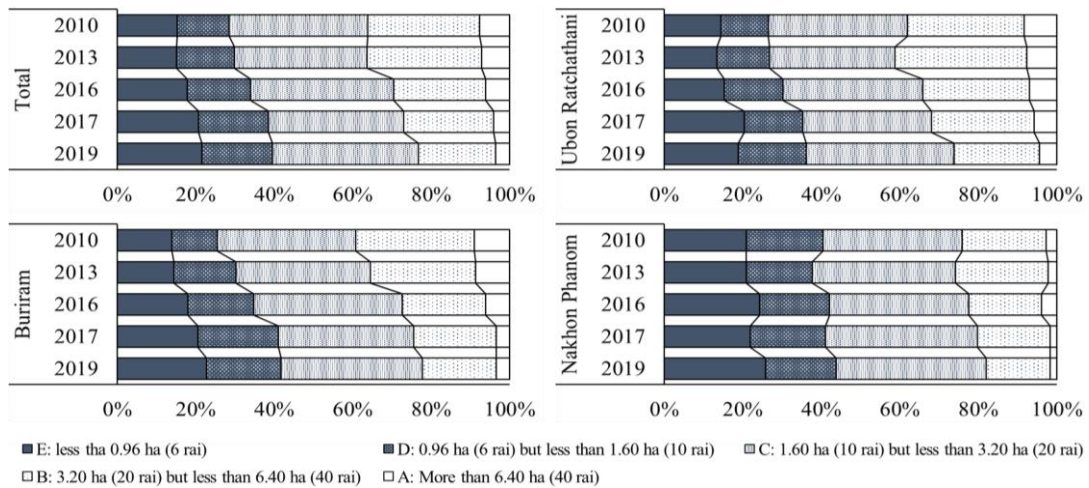 Total
2010
2013
2016
2017
2019
0% 20% 40% 60% 80% 100%
Ubon Ratchathani
2010
2013
2016
2017
2019
0% 20% 40% 60% 80% 100%
Buriram
2010
2013
2016
2017
2019
0% 20% 40% 60% 80% 100%
Nakhon Phanom
2010
2013
2016
2017
2019
0% 20% 40% 60% 80% 100%
E: less tha 0.96 ha (6 rai) D: 0.96 ha (6 rai) but less than 1.60 ha (10 rai) C: 1.60 ha (10 rai) but less than 3.20 ha (20 rai)
B: 3.20 ha (20 rai) but less than 6.40 ha (40 rai) A: More than 6.40 ha (40 rai)